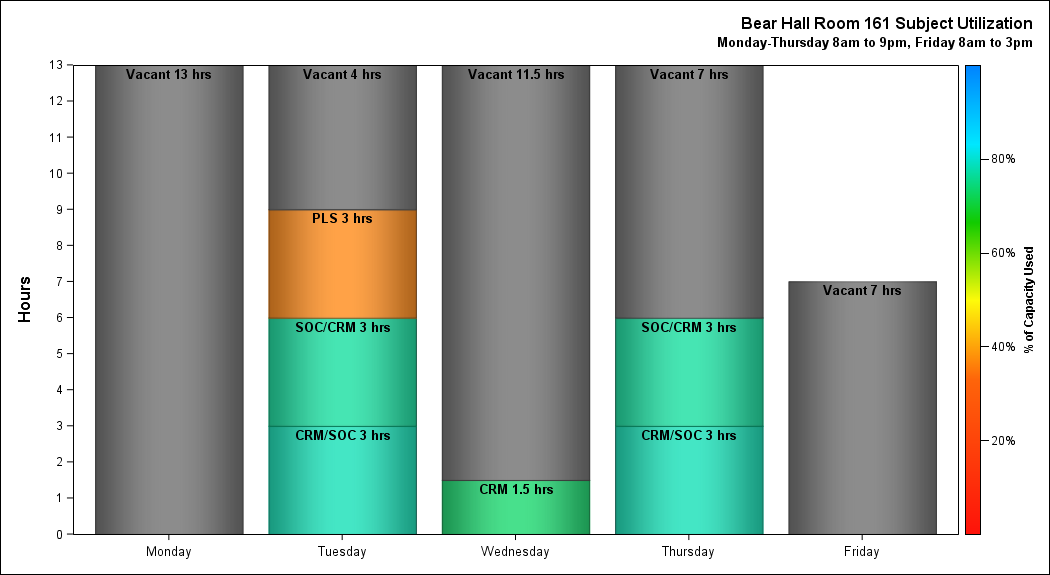 Bear Hall Room 161 Subject Utilization
Monday-Thursday 8am to 9pm, Friday 8am to 3pm
Hours
13
12
11
10
9
8
7
6
5
4
3
2
1
0
Vacant 13 hrs
Vacant 4 hrs
PLS 3 hrs
SOC/CRM 3 hrs
CRM/SOC 3 hrs
Vacant 11.5 hrs
CRM 1.5 hrs
Vacant 7 hrs
SOC/CRM 3 hrs
CRM/SOC 3 hrs
Vacant 7 hrs
Monday
Tuesday
Wednesday
Thursday
Friday
80%
60%
40%
20%
% of Capacity Used